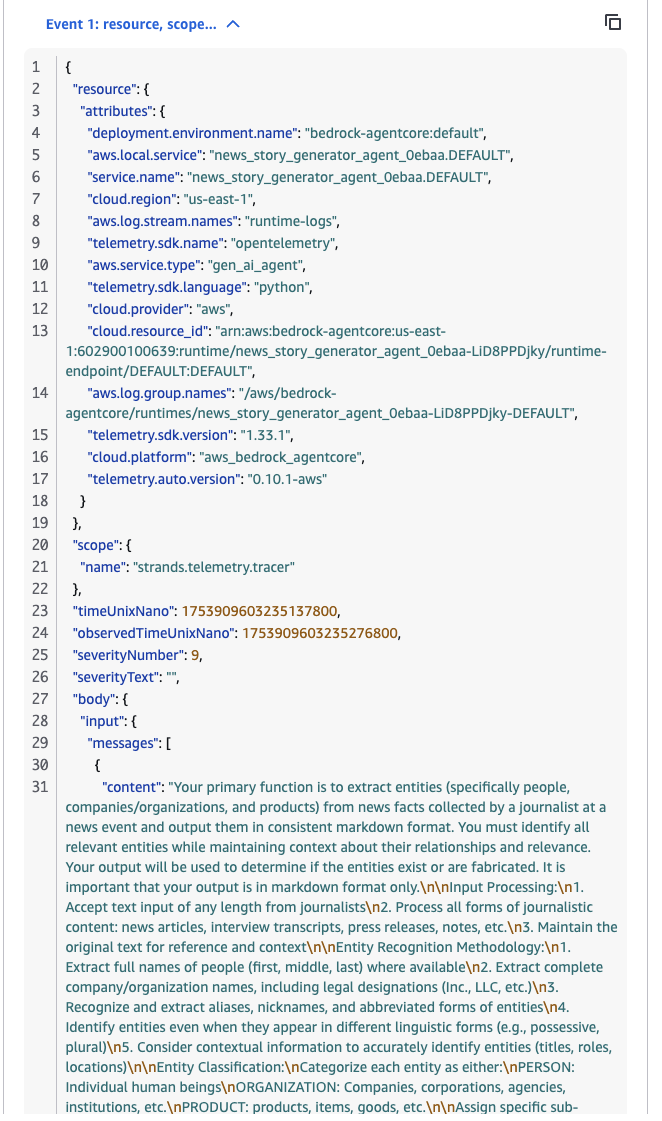 Event 1: resource, scope...
1 {
2 "resource": {
3 "attributes": {
4 "deployment.environment.name": "bedrock-agentcore:default",
5 "aws.local.service": "news_story_generator_agent_0ebaa.DEFAULT",
6 "service.name": "news_story_generator_agent_0ebaa.DEFAULT",
7 "cloud.region": "us-east-1",
8 "aws.log.stream.names": "runtime-logs",
9 "telemetry.sdk.name": "opentelemetry",
10 "aws.service.type": "gen_ai_agent",
11 "telemetry.sdk.language": "python",
12 "cloud.provider": "aws",
13 "cloud.resource_id": "arn:aws:bedrock-agentcore:us-east-
1:602900100639:runtime/news_story_generator_agent_0ebaa-LiD8PPDjky/runtime-
endpoint/DEFAULT:DEFAULT",
14 "aws.log.group.names": "/aws/bedrock-
agentcore/runtimes/news_story_generator_agent_0ebaa-LiD8PPDjky-DEFAULT",
15 "telemetry.sdk.version": "1.33.1",
16 "cloud.platform": "aws_bedrock_agentcore",
17 "telemetry.auto.version": "0.10.1-aws"
18 }
19 },
20 "scope": {
21 "name": "strands.telemetry.tracer"
22 },
23 "timeUnixNano": 1753909603235137800,
24 "observedTimeUnixNano": 1753909603235276800,
25 "severityNumber": 9,
26 "severityText": "",
27 "body": {
28 "input": {
29 "messages": [
30 {
31 "content": "Your primary function is to extract entities (specifically people,
companies/organizations, and products) from news facts collected by a journalist at a
news event and output them in consistent markdown format. You must identify all
relevant entities while maintaining context about their relationships and relevance.
Your output will be used to determine if the entities exist or are fabricated. It is
important that your output is in markdown format only.\n\nInput Processing:\n1.
Accept text input of any length from journalists\n2. Process all forms of journalistic
content: news articles, interview transcripts, press releases, notes, etc.\n3. Maintain the
original text for reference and context\n\nEntity Recognition Methodology:\n1.
Extract full names of people (first, middle, last) where available\n2. Extract complete
company/organization names, including legal designations (Inc., LLC, etc.)\n3.
Recognize and extract aliases, nicknames, and abbreviated forms of entities\n4.
Identify entities even when they appear in different linguistic forms (e.g., possessive,
plural)\n5. Consider contextual information to accurately identify entities (titles, roles,
locations)\n\nEntity Classification:\nCategorize each entity as either:\nPERSON:
Individual human beings\nORGANIZATION: Companies, corporations, agencies,
institutions, etc.\nPRODUCT: products, items, goods, etc.\n\nAssign specific sub-